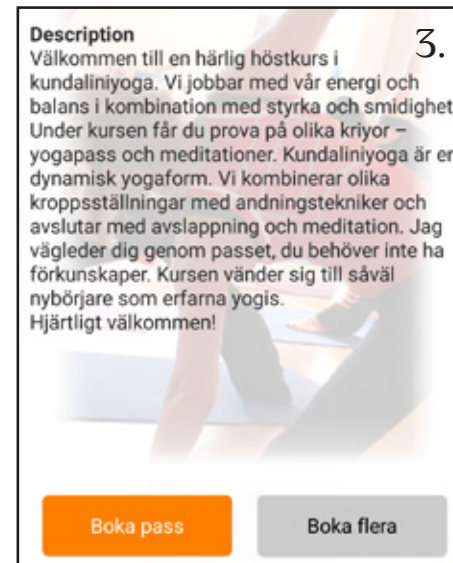 Description
3.
Välkommen till en härlig höstkurs i
kundaliniyoga. Vi jobbar med vår energi och
balans i kombination med styrka och smidighet
Under kursen får du prova på olika kriyor –
yogapass och meditationer. Kundaliniyoga är er
dynamisk yogaform. Vi kombinerar olika
kroppsställningar med andningstekniker och
avslutar med avslappning och meditation. Jag
vägleder dig genom passet, du behöver inte ha
förkunskaper. Kursen vänder sig till såväl
nybörjare som erfarna yogis.
Hjärtligt välkommen!
Boka pass
Boka flera